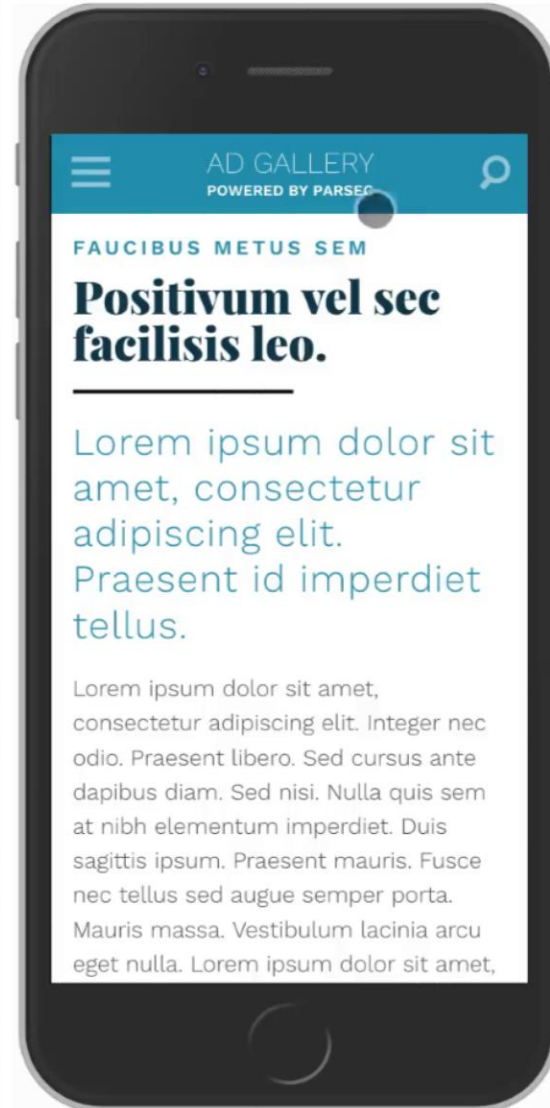 AD GALLERY
POWERED BY PARSEC
FAUCIBUS METUS SEM
Positivum vel sec
facilisis leo.
Lorem ipsum dolor sit
amet, consectetur
adipiscing elit.
Praesent id imperdiet
tellus.
Lorem ipsum dolor sit amet,
consectetur adipiscing elit. Integer nec
odio. Praesent libero. Sed cursus ante
dapibus diam. Sed nisi. Nulla quis sem
at nibh elementum imperdiet. Duis
sagittis ipsum. Praesent mauris. Fusce
nec tellus sed augue semper porta.
Mauris massa. Vestibulum lacinia arcu
eget nulla. Lorem ipsum dolor sit amet,